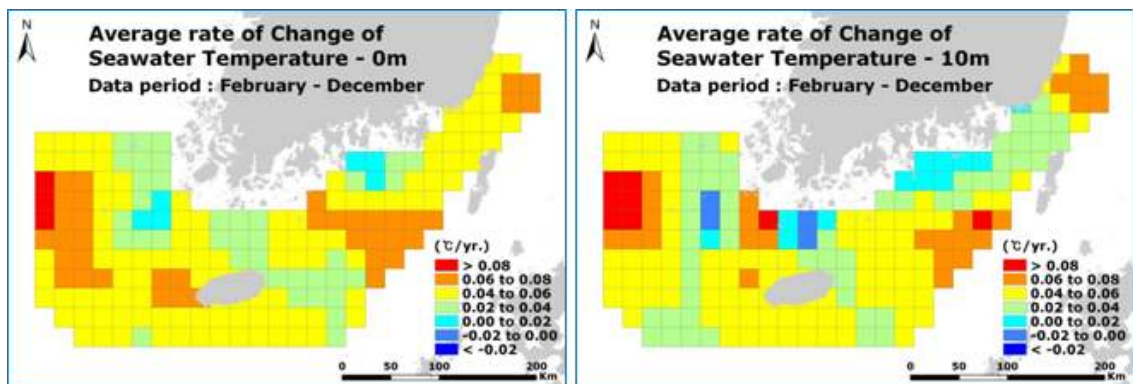 N
Average rate of Change of
Seawater Temperature - 0m
Data period : February - December
(℃/yr.)
> 0.08
0.06 to 0.08
0.04 to 0.06
0.02 to 0.04
0.00 to 0.02
-0.02 to 0.00
< -0.02
0 50 100 200
Km
N
Average rate of Change of
Seawater Temperature - 10m
Data period : February - December
(℃/yr.)
> 0.08
0.06 to 0.08
0.04 to 0.06
0.02 to 0.04
0.00 to 0.02
-0.02 to 0.00
< -0.02
0 50 100 200
Km